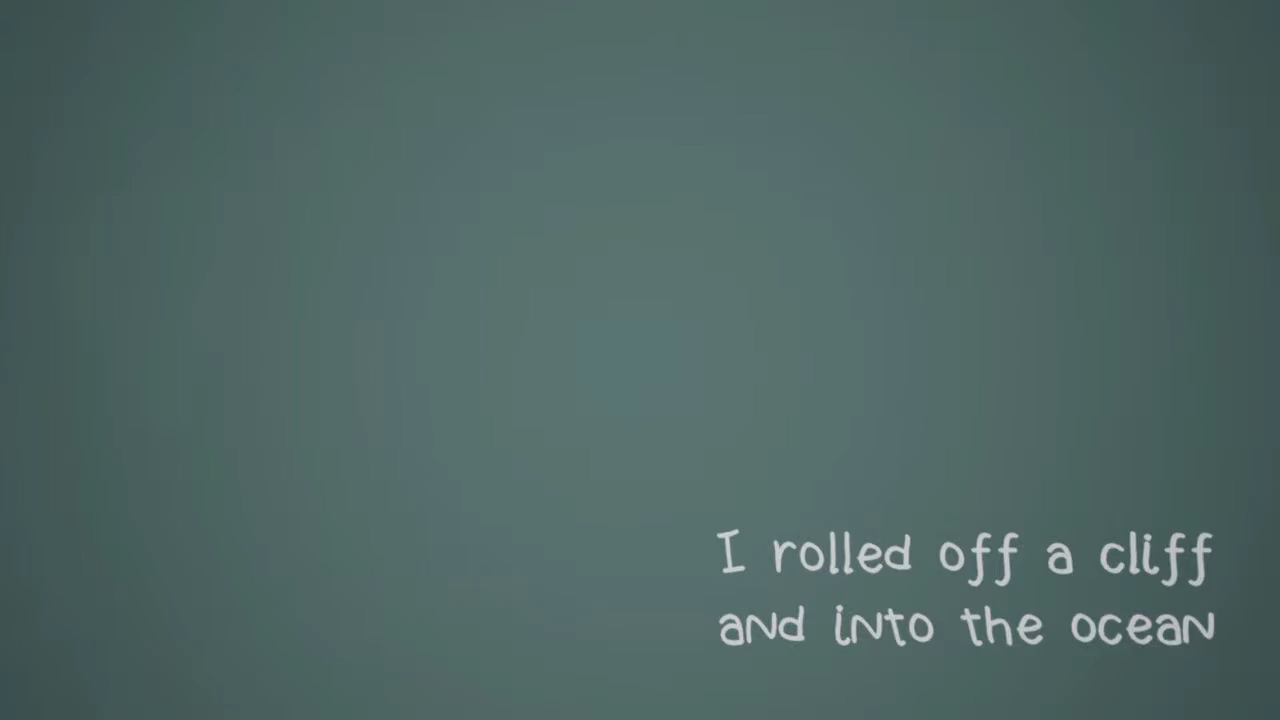 I rolled off a cliff
and into the ocean